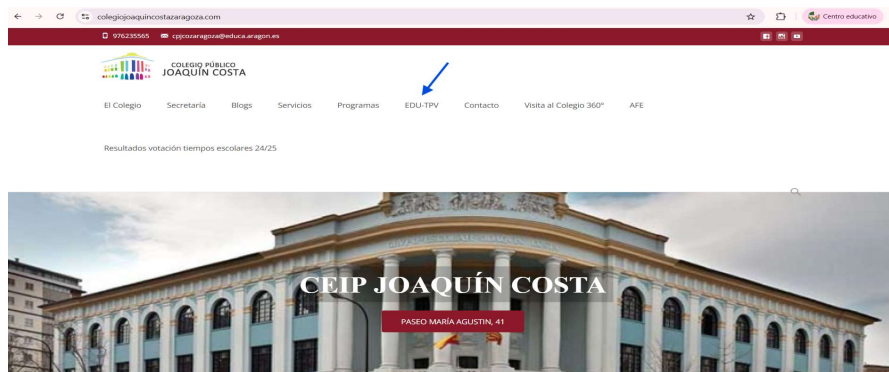 colegiojoaquincostazaragoza.com
Centro educativo
976235565 cpjcozaragoza@educa.aragon.es
COLEGIO PÚBLICO
JOAQUÍN COSTA
El Colegio Secretaría Blogs Servicios Programas EDU-TPV Contacto Visita al Colegio 360º AFE
Resultados votación tiempos escolares 24/25
CEIP JOAQUÍN COSTA
PASEO MARÍA AGUSTIN, 41